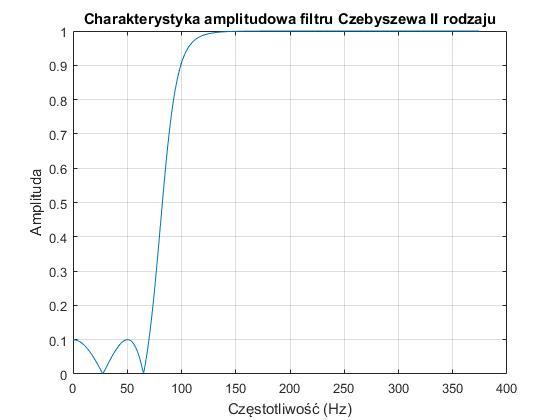 Charakterystyka amplitudowa filtru Czebyszewa II rodzaju
1
0.9
0.8
0.7
0.6
0.5
0.4
0.3
0.2
0.1
0
Amplituda
0 50 100 150 200 250 300 350 400
Częstotliwość (Hz)